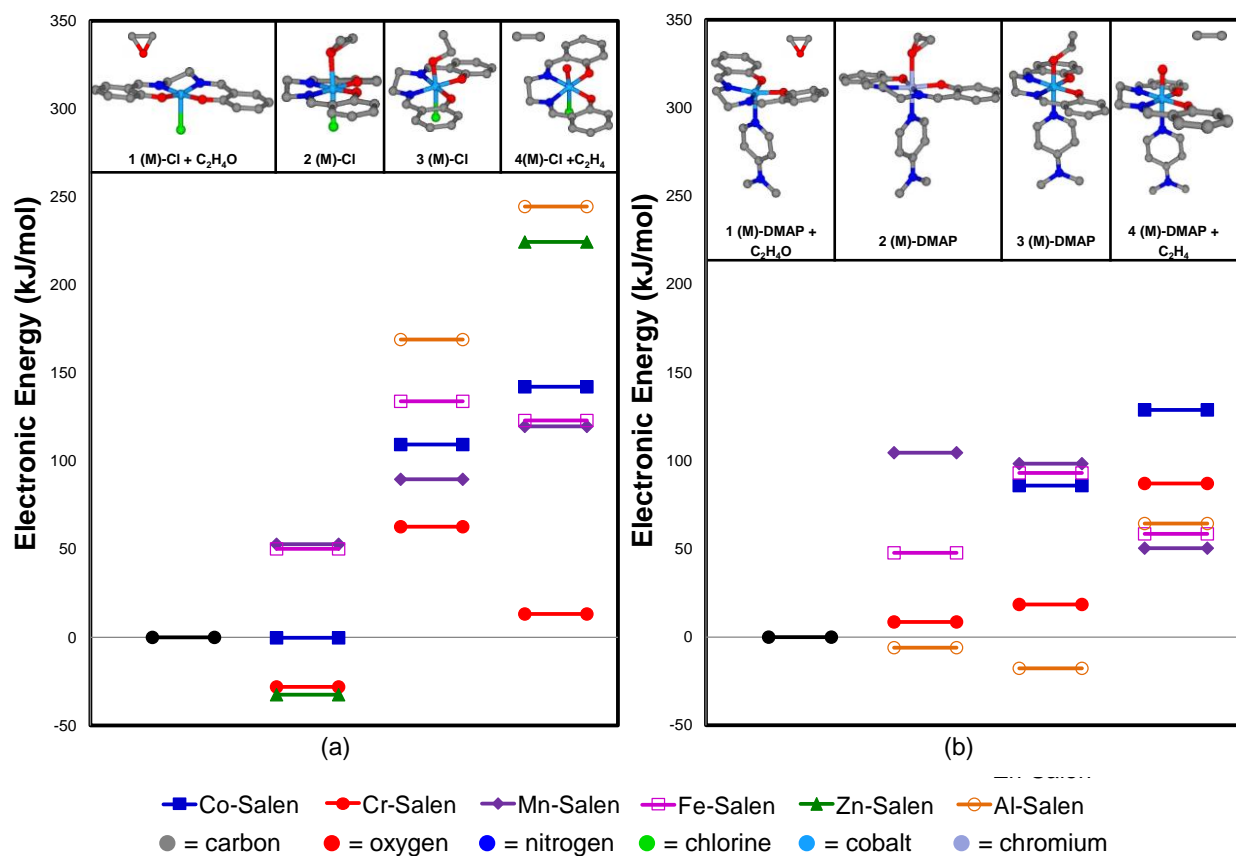 Electronic Energy (kJ/mol)
350
300
250
200
150
100
50
0
-50
1 (M)-Cl + C₂H₄O
2 (M)-Cl
3 (M)-Cl
4(M)-Cl +C₂H₄
(a)
Electronic Energy (kJ/mol)
350
300
250
200
150
100
50
0
-50
1 (M)-DMAP +
C₂H₄O
2 (M)-DMAP
3 (M)-DMAP
4 (M)-DMAP +
C₂H₄
(b)
Co-Salen Cr-Salen Mn-Salen Fe-Salen Zn-Salen Al-Salen
= carbon = oxygen = nitrogen = chlorine = cobalt = chromium